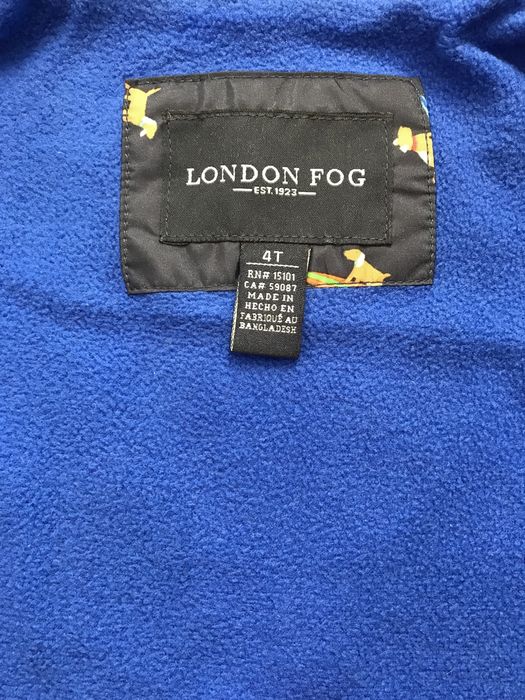 LONDON FOG
EST. 1923
4T
RN# 15101
CA# 59087
MADE IN
HECHO EN
FABRIQUÉ AU
BANGLADESH